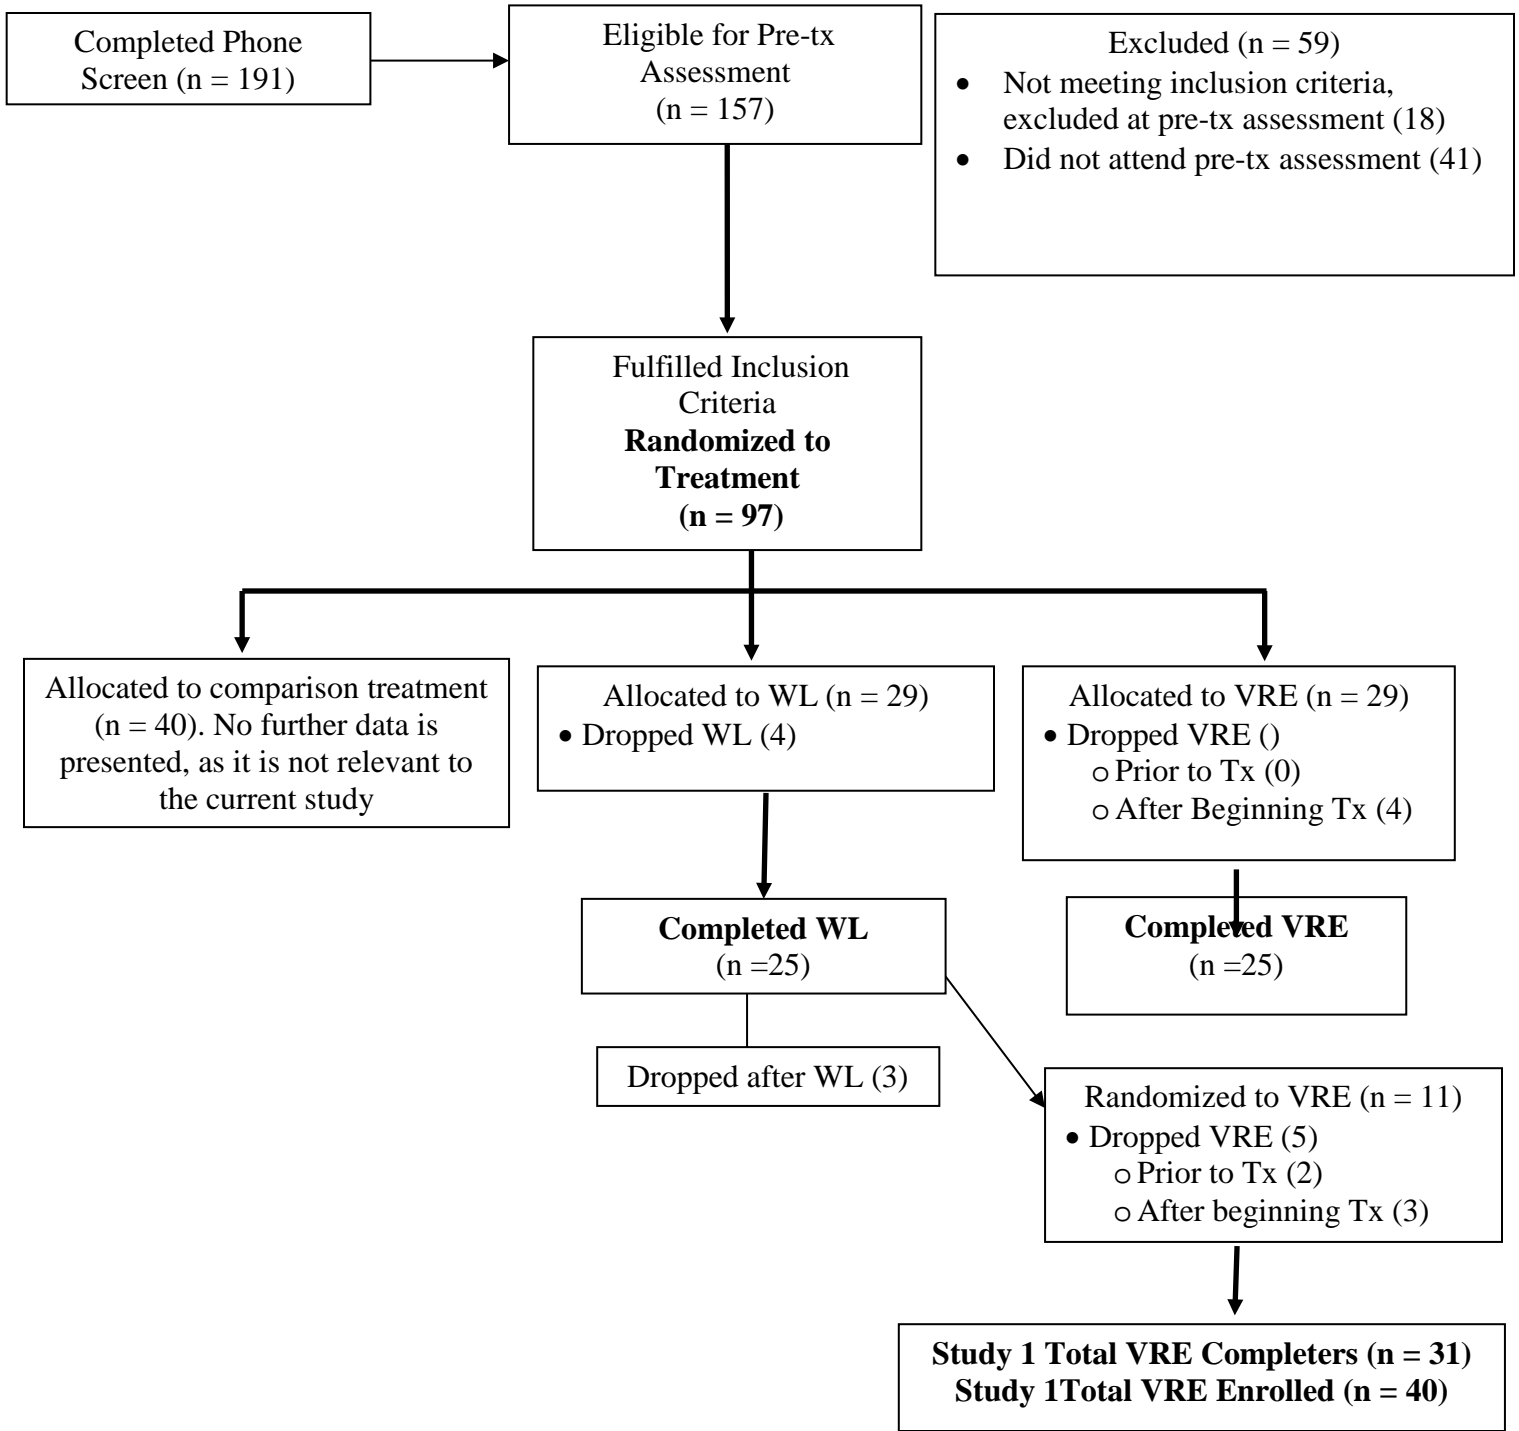 Completed Phone
Screen (n = 191)
Eligible for Pre-tx
Assessment
(n = 157)
Excluded (n = 59)
• Not meeting inclusion criteria,
excluded at pre-tx assessment (18)
• Did not attend pre-tx assessment (41)
Fulfilled Inclusion
Criteria
Randomized to
Treatment
(n = 97)
Allocated to comparison treatment
(n = 40). No further data is
presented, as it is not relevant to
the current study
Allocated to WL (n = 29)
• Dropped WL (4)
Allocated to VRE (n = 29)
• Dropped VRE ()
o Prior to Tx (0)
o After Beginning Tx (4)
Completed WL
(n =25)
Completed VRE
(n =25)
Dropped after WL (3)
Randomized to VRE (n = 11)
• Dropped VRE (5)
o Prior to Tx (2)
o After beginning Tx (3)
Study 1 Total VRE Completers (n = 31)
Study 1Total VRE Enrolled (n = 40)